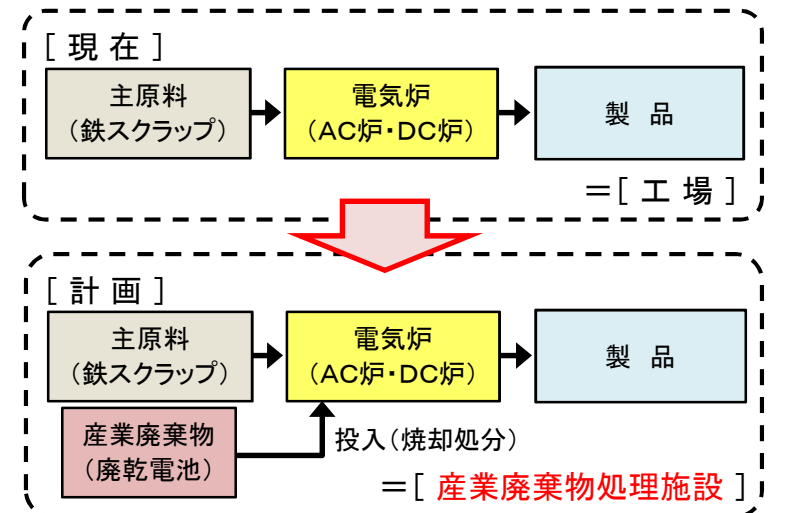 [現在]
主原料
(鉄スクラップ)
電気炉
(AC炉・DC炉)
製 品
=[ 工 場 ]
[計画]
主原料
(鉄スクラップ)
電気炉
(AC炉・DC炉)
製 品
産業廃棄物
(廃乾電池)
投入(焼却処分)
=[ 産業廃棄物処理施設 ]